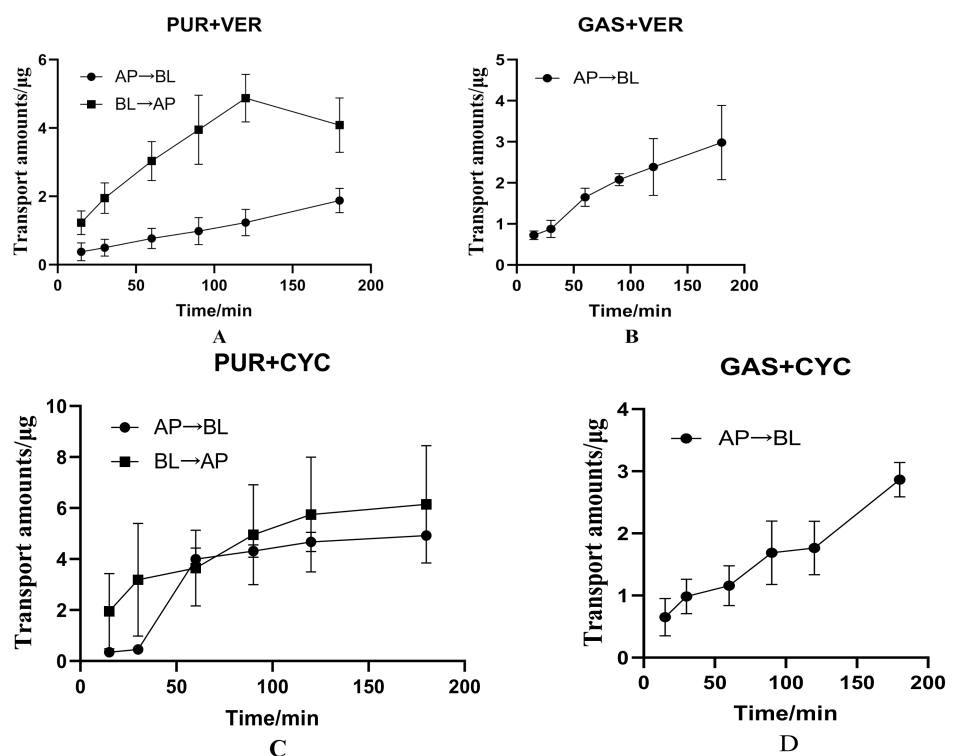 PUR+VER
Transport amounts/μg
6
4
2
0
AP→BL
BL→AP
0 50 100 150 200
Time/min
A
GAS+VER
Transport amounts/μg
5
4
3
2
1
0
AP→BL
0 50 100 150 200
Time/min
B
PUR+CYC
Transport amounts/μg
10
8
6
4
2
0
AP→BL
BL→AP
0 50 100 150 200
Time/min
C
GAS+CYC
Transport amounts/μg
4
3
2
1
0
AP→BL
0 50 100 150 200
Time/min
D